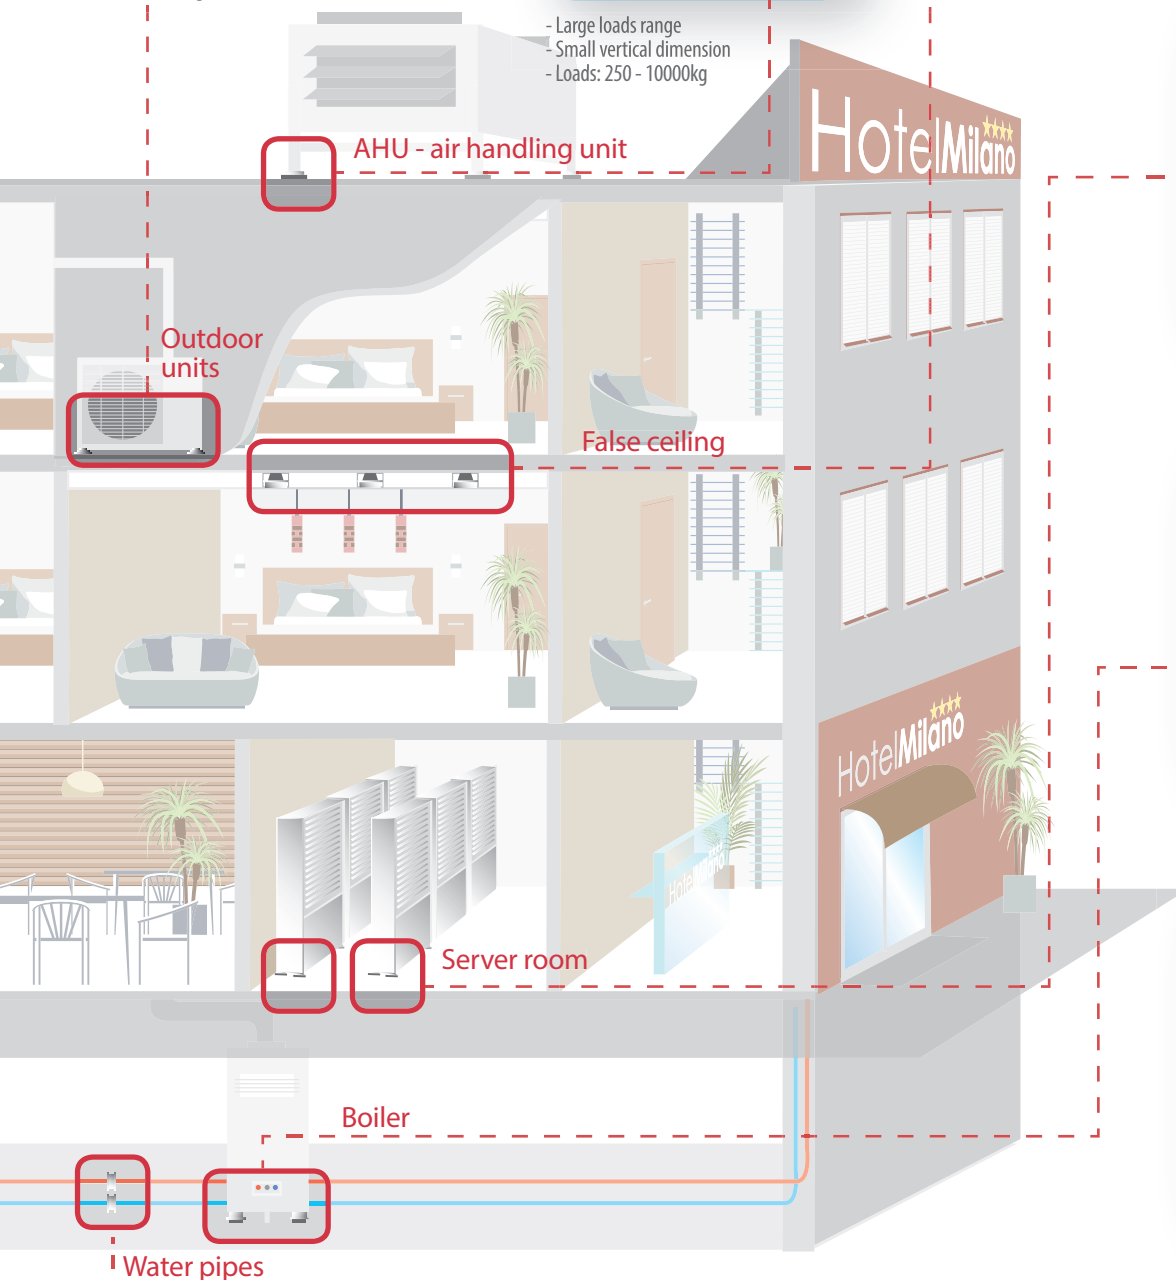 - Large loads range
- Small vertical dimension
- Loads: 250 - 10000kg
HotelMilano
AHU - air handling unit
Outdoor
units
False ceiling
HotelMilano
HotelMilano
Server room
Boiler
Water pipes